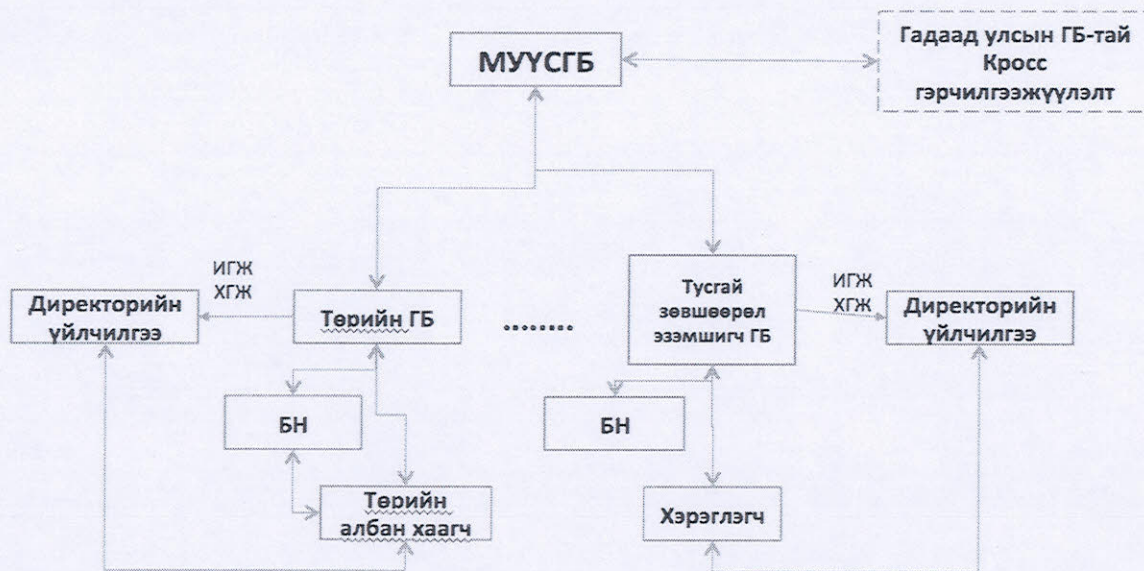 МУҮСГБ
Гадаад улсын ГБ-тай
Кросс
гэрчилгээжүүлэлт
ИГЖ
ХГЖ
Директорийн
үйлчилгээ
Төрийн ГБ
........
Тусгай
зөвшөөрөл
эзэмшигч ГБ
ИГЖ
ХГЖ
Директорийн
үйлчилгээ
БН
БН
Төрийн
албан хаагч
Хэрэглэгч